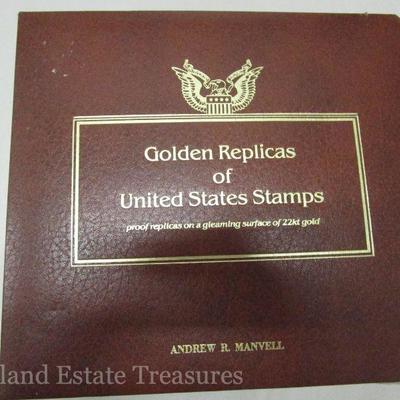 Golden Replicas
of
United States Stamps
proof replicas on a gleaming surface of 22kt gold
ANDREW R. MANVELL
land Estate Treasures